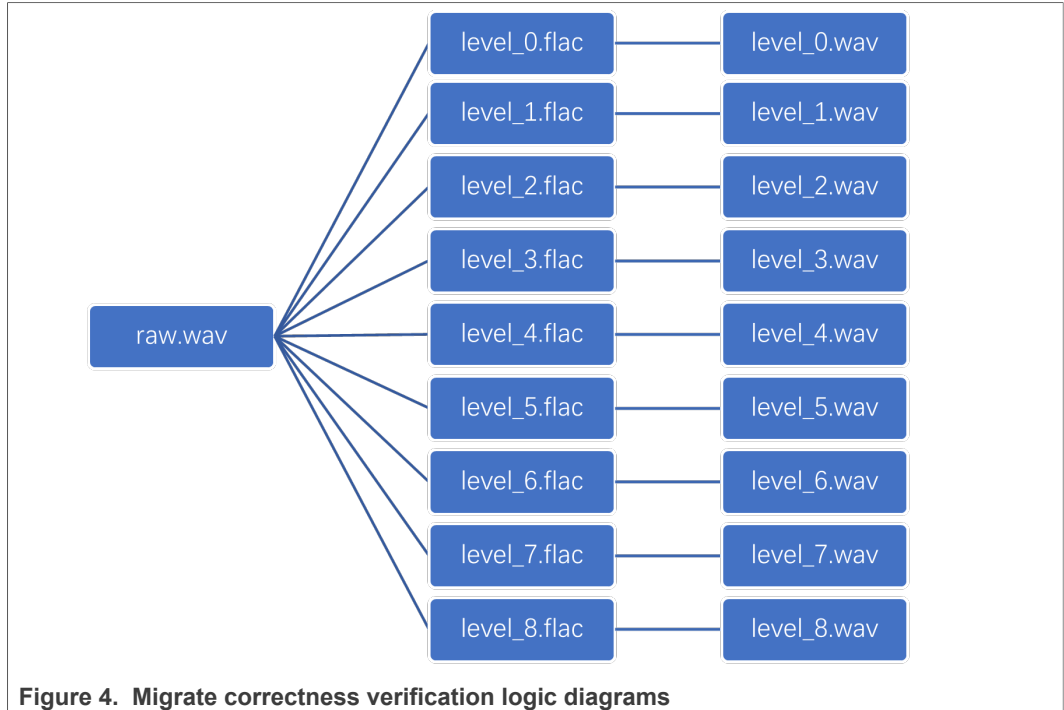 level_0.flac level_0.wav
level_1.flac level_1.wav
level_2.flac level_2.wav
level_3.flac level_3.wav
raw.wav level_4.flac level_4.wav
level_5.flac level_5.wav
level_6.flac level_6.wav
level_7.flac level_7.wav
level_8.flac level_8.wav
Figure 4. Migrate correctness verification logic diagrams